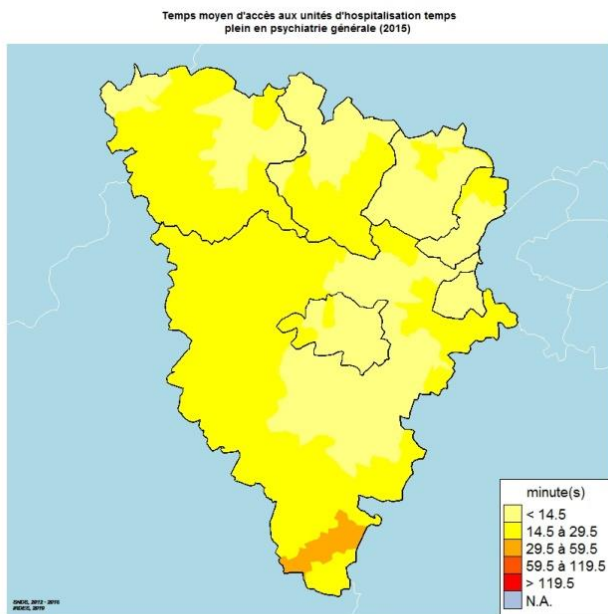 Temps moyen d'accès aux unités d'hospitalisation temps
plein en psychiatrie générale (2015)
minute(s)
< 14.5
14.5 à 29.5
29.5 à 59.5
59.5 à 119.5
> 119.5
N.A.